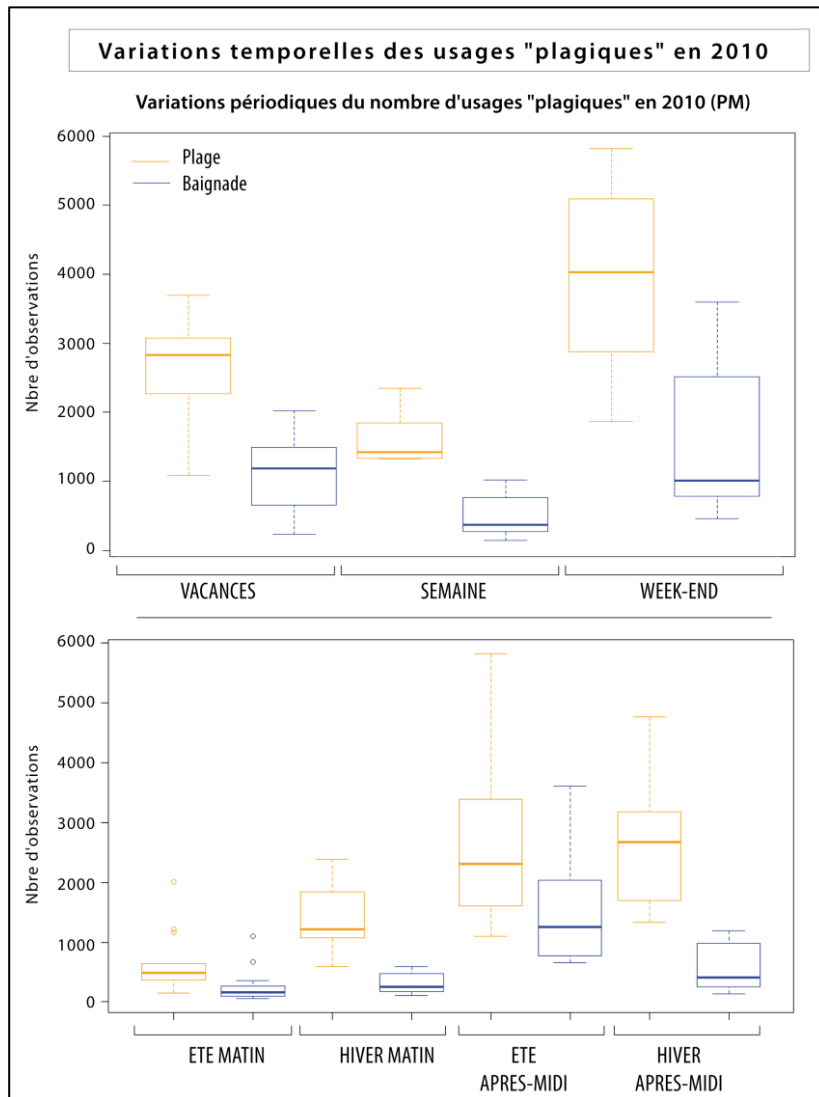 Variations temporelles des usages "plagiques" en 2010
Variations périodiques du nombre d'usages "plagiques" en 2010 (PM)
6000
5000
4000
3000
2000
1000
0
Nbre d'observations
Plage
Baignade
VACANCES
SEMAINE
WEEK-END
6000
5000
4000
3000
2000
1000
0
Nbre d'observations
ETE MATIN
HIVER MATIN
ETE
APRES-MIDI
HIVER
APRES-MIDI